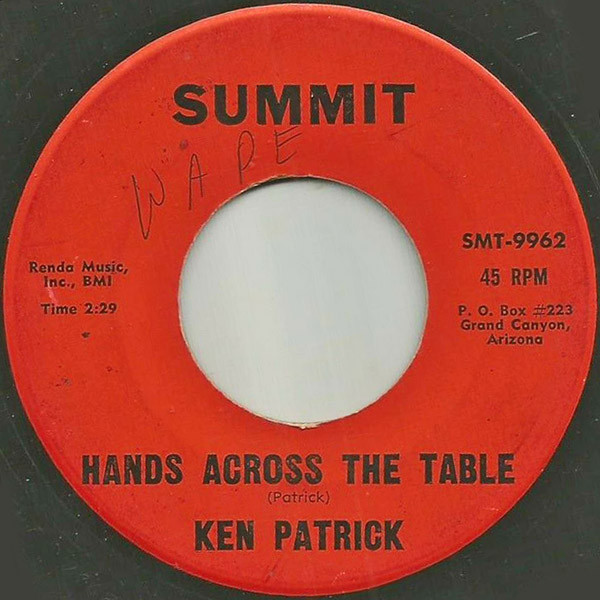 SUMMIT
WAPE
SMT-9962
45 RPM
P. O. Box #223
Grand Canyon,
Arizona
Renda Music,
Inc., BMI
Time 2:29
HANDS ACROSS THE TABLE
(Patrick)
KEN PATRICK